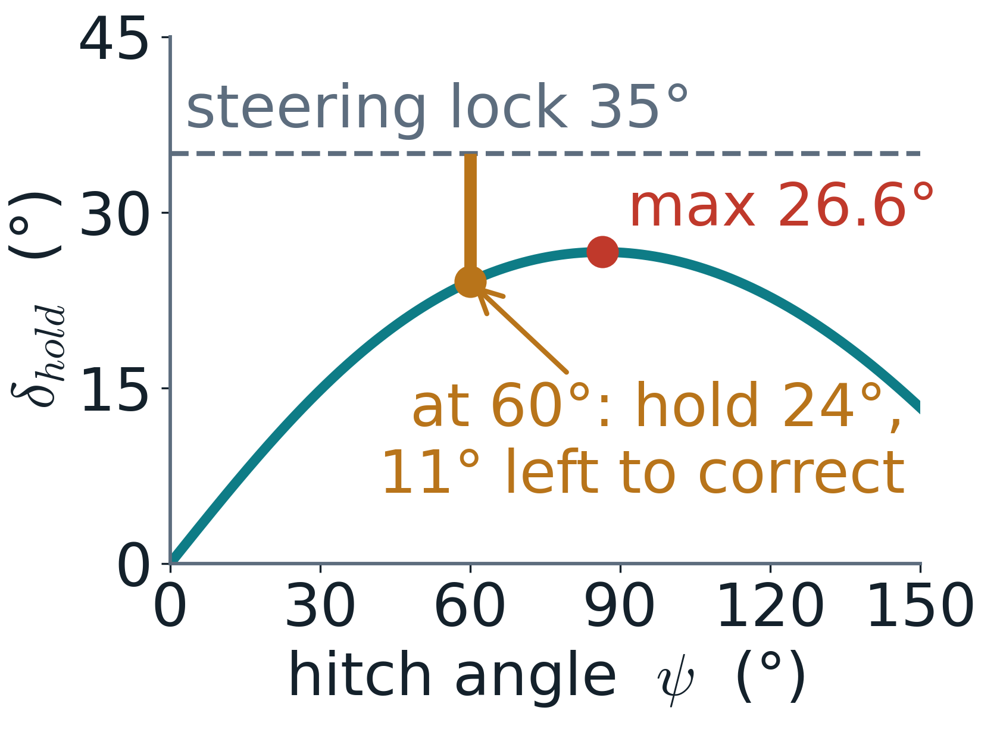 45
steering lock 35°
30
max 26.6°
δhold (°)
15
at 60°: hold 24°,
11° left to correct
0
0 30 60 90 120 150
hitch angle ψ (°)